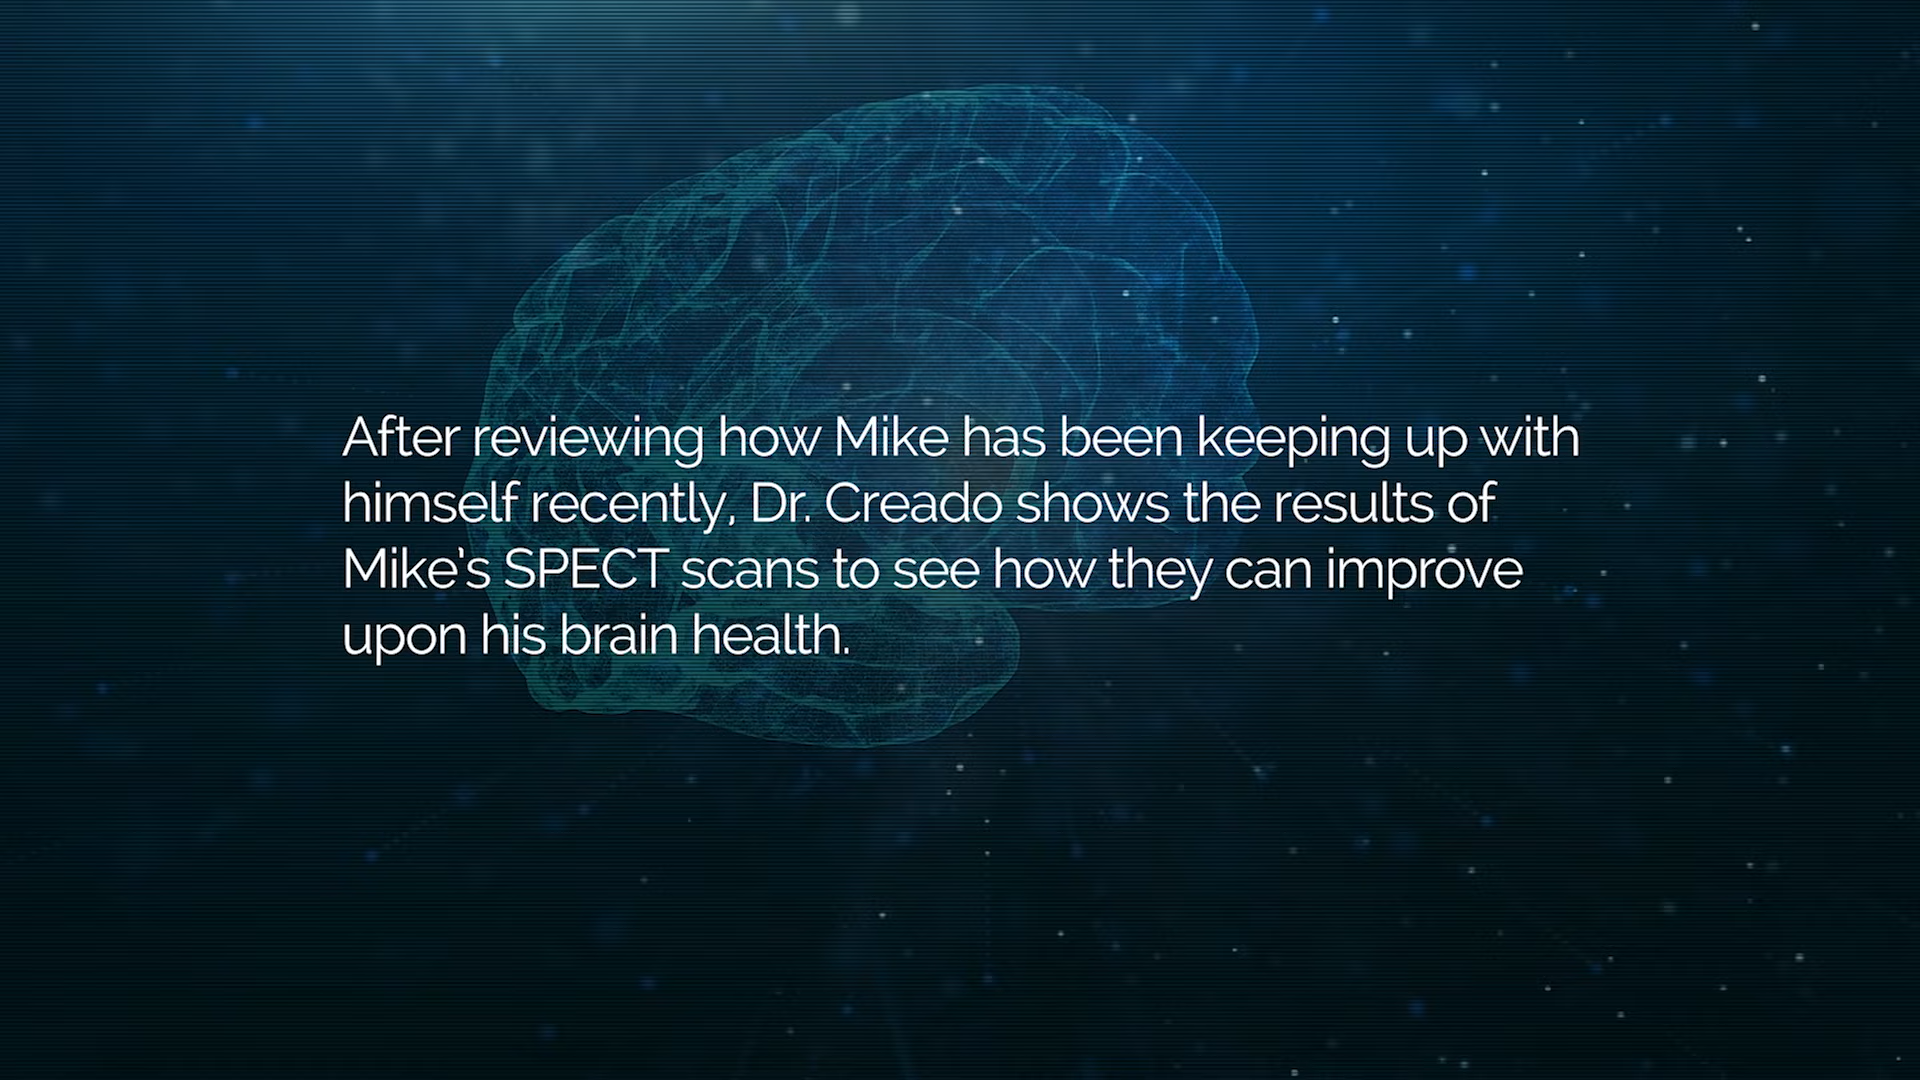 After reviewing how Mike has been keeping up with
himself recently, Dr. Creado shows the results of
Mike's SPECT scans to see how they can improve
upon his brain health.